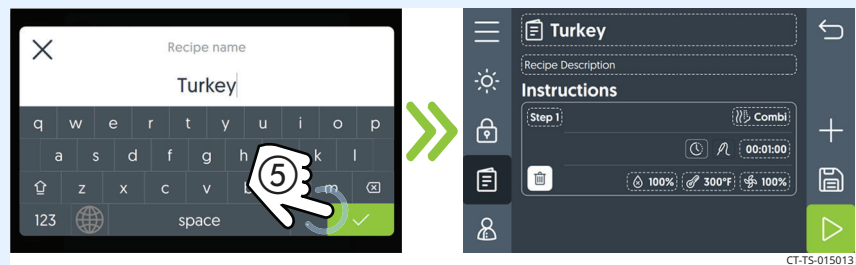 Recipe name
Turkey
q w e r t y u i o p
a s d f g h k l
z x c v m
123 space
5
Turkey
Recipe Description
Instructions
Step 1 Combi
00:01:00
100% 300°F 100%
CT-TS-015013